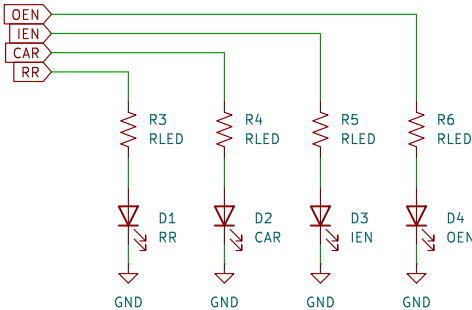 OEN
IEN
CAR
RR
R3
RLED
R4
RLED
R5
RLED
R6
RLED
D1
RR
D2
CAR
D3
IEN
D4
OEN
GND
GND
GND
GND